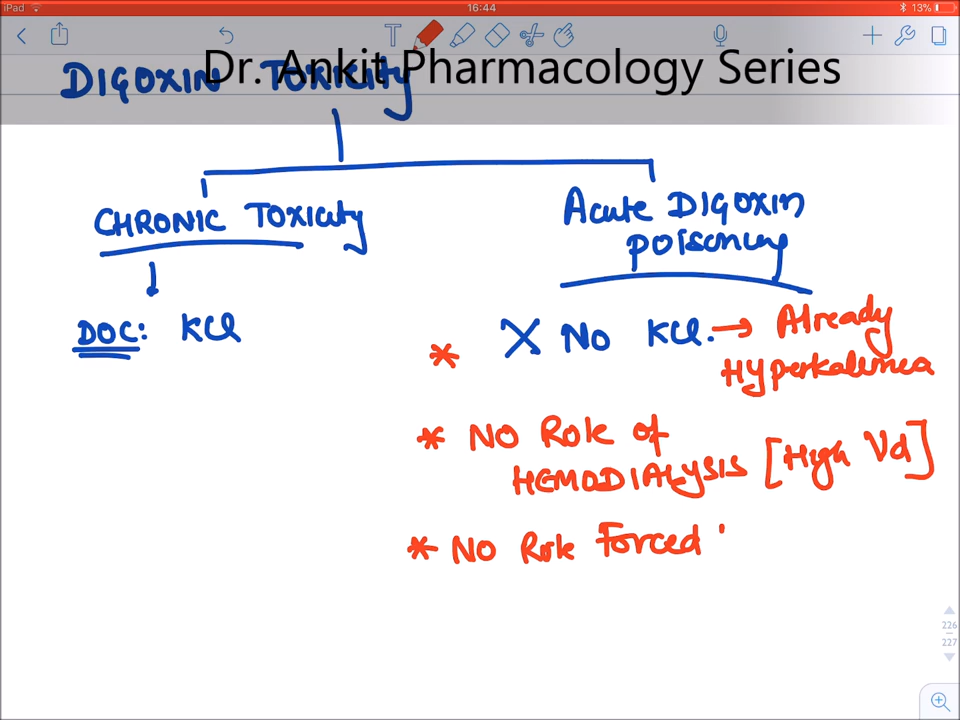 iPad
16:44
13%
T
DIGOXIN TOXICITY
Dr. Ankit Pharmacology Series
CHRONIC TOXICITY
Acute DIGOXIN
POISONING
DOC: KCl
* X NO KCl. → Already
HYPERKALEMIA
* NO Role of
HEMODIALYSIS [High Vd]
* NO Role Forced
226
227